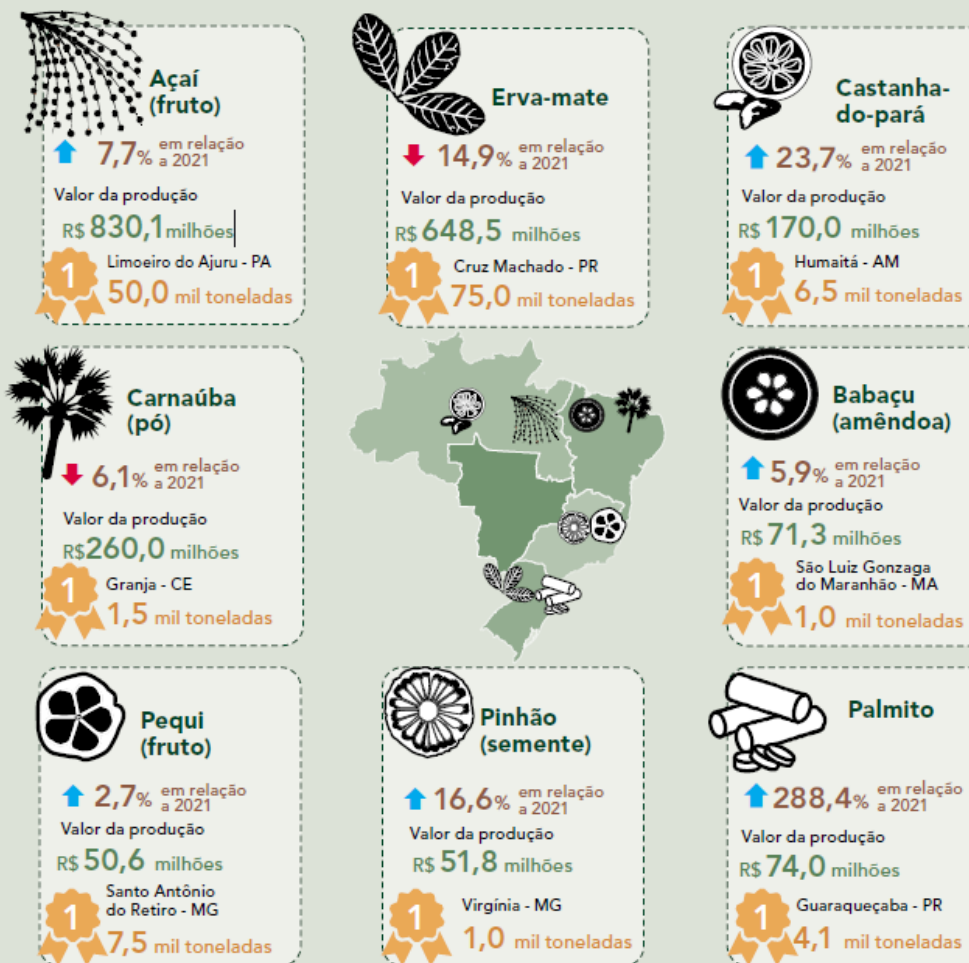 Açaí
(fruto)
7,7% em relação
a 2021
Valor da produção
R$ 830,1 milhões
1
Limoeiro do Ajuru - PA
50,0 mil toneladas
Erva-mate
14,9% em relação
a 2021
Valor da produção
R$ 648,5 milhões
1
Cruz Machado - PR
75,0 mil toneladas
Castanha-
do-pará
23,7% em relação
a 2021
Valor da produção
R$ 170,0 milhões
1
Humaitá - AM
6,5 mil toneladas
Carnaúba
(pó)
6,1% em relação
a 2021
Valor da produção
R$260,0 milhões
1
Granja - CE
1,5 mil toneladas
Babaçu
(amêndoa)
5,9% em relação
a 2021
Valor da produção
R$ 71,3 milhões
1
São Luiz Gonzaga
do Maranhão - MA
1,0 mil toneladas
Pequi
(fruto)
2,7% em relação
a 2021
Valor da produção
R$ 50,6 milhões
1
Santo Antônio
do Retiro - MG
7,5 mil toneladas
Pinhão
(semente)
16,6% em relação
a 2021
Valor da produção
R$ 51,8 milhões
1
Virgínia - MG
1,0 mil toneladas
Palmito
288,4% em relação
a 2021
Valor da produção
R$ 74,0 milhões
1
Guaraqueçaba - PR
4,1 mil toneladas